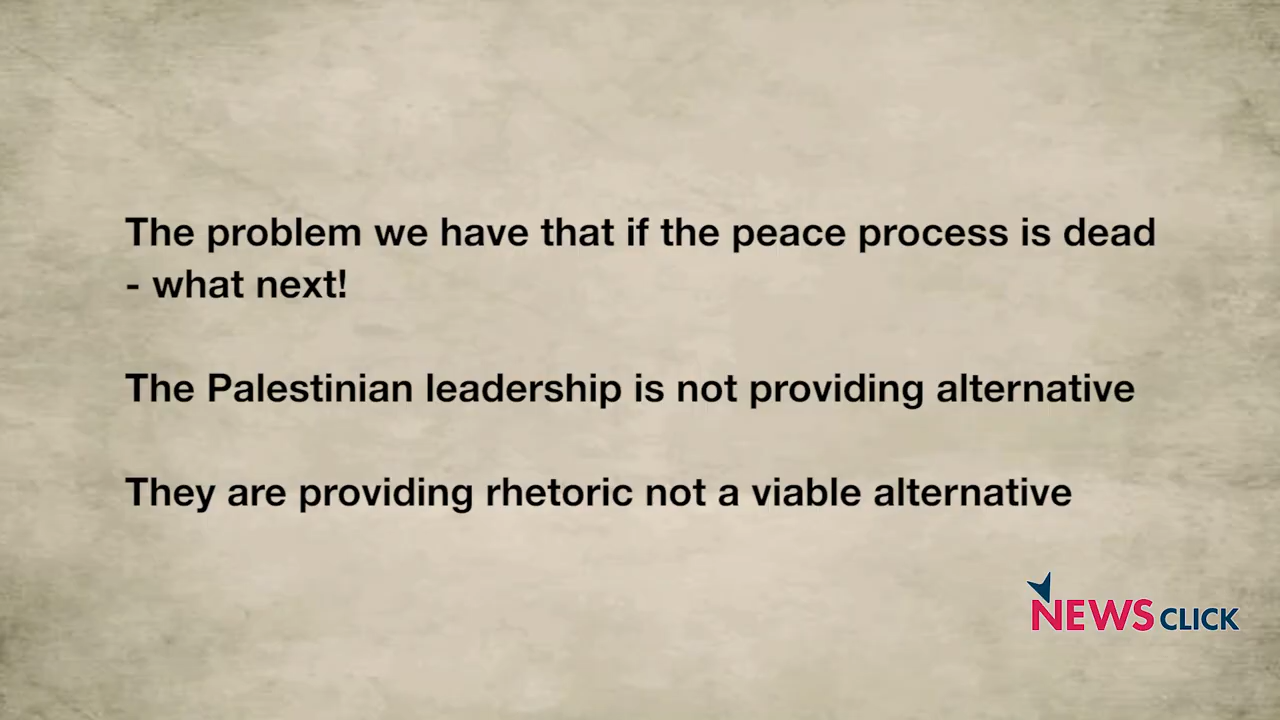 The problem we have that if the peace process is dead
- what next!
The Palestinian leadership is not providing alternative
They are providing rhetoric not a viable alternative
NEWS CLICK